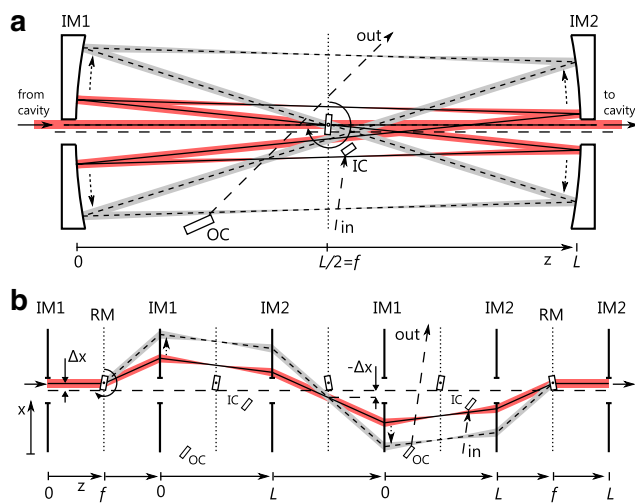 a
IM1
IM2
out
from
cavity
to
cavity
IC
OC
I in
0
L/2=f
z
L
b
IM1
RM
IM1
IM2
IM1
IM2
RM
IM2
Δx
-Δx
out
IC
IC
x
OC
OC
I in
0
z
f
0
L
0
L
f
L